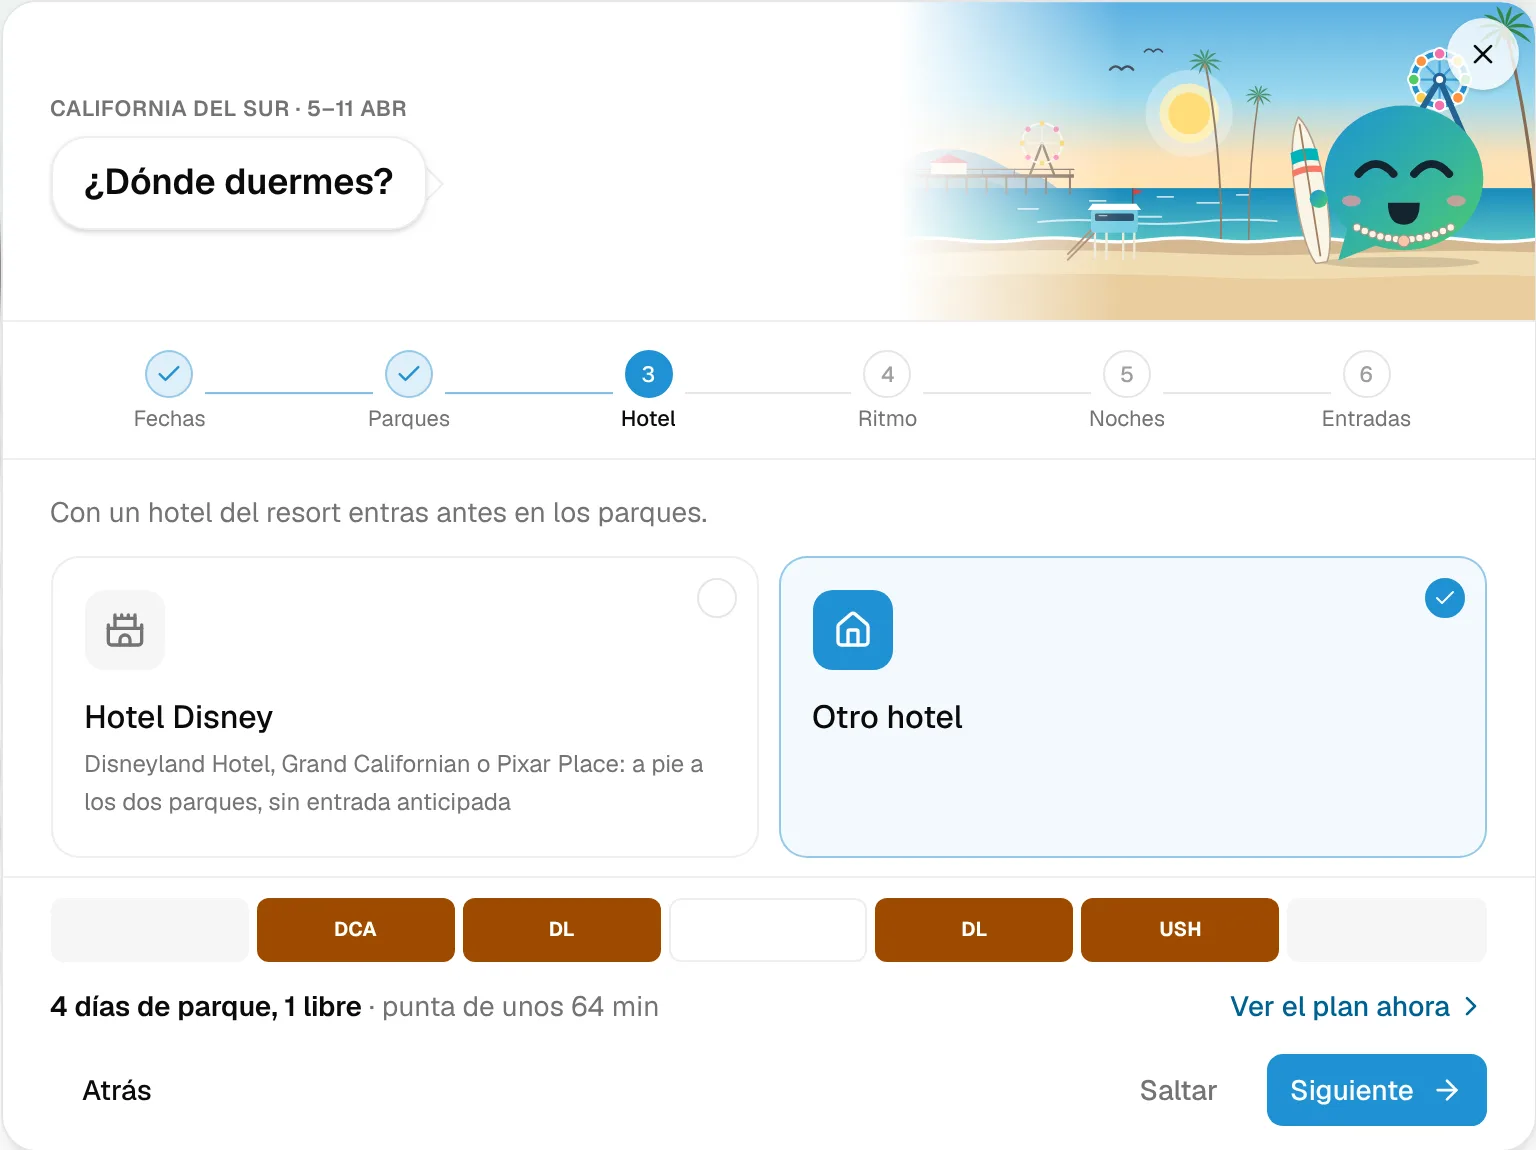 CALIFORNIA DEL SUR · 5–11 ABR
¿Dónde duermes?
3
4
5
6
Fechas
Parques
Hotel
Ritmo
Noches
Entradas
Con un hotel del resort entras antes en los parques.
Hotel Disney
Disneyland Hotel, Grand Californian o Pixar Place: a pie a
los dos parques, sin entrada anticipada
Otro hotel
DCA
DL
DL
USH
4 días de parque, 1 libre · punta de unos 64 min
Ver el plan ahora
Atrás
Saltar
Siguiente